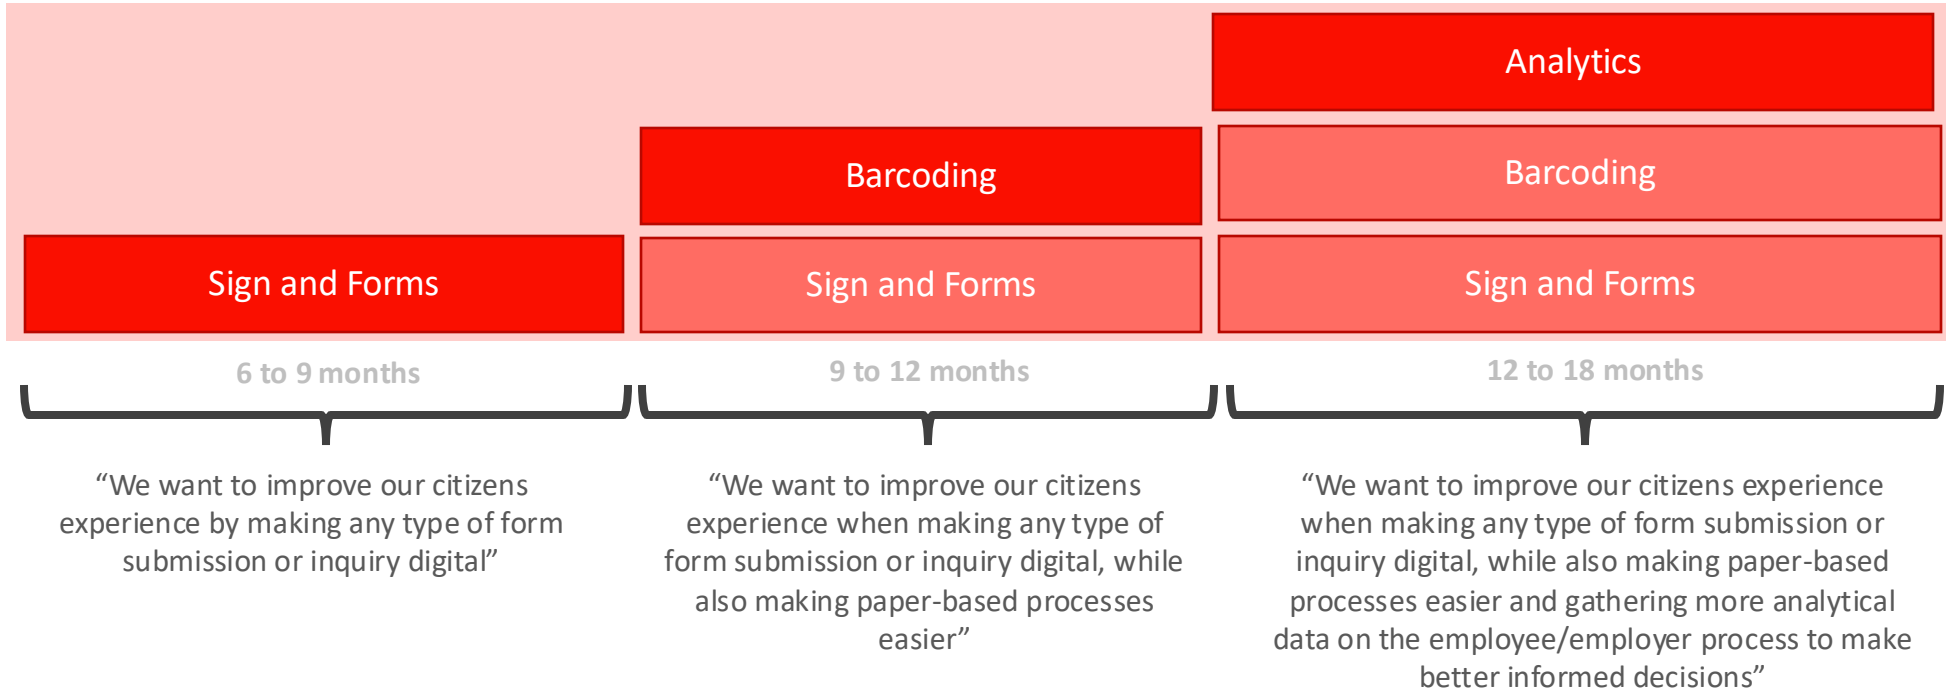 Analytics
Barcoding
Barcoding
Sign and Forms
Sign and Forms
Sign and Forms
6 to 9 months
9 to 12 months
12 to 18 months
“We want to improve our citizens
experience by making any type of form
submission or inquiry digital”
“We want to improve our citizens
experience when making any type of
form submission or inquiry digital, while
also making paper-based processes
easier”
“We want to improve our citizens experience
when making any type of form submission or
inquiry digital, while also making paper-based
processes easier and gathering more analytical
data on the employee/employer process to make
better informed decisions”